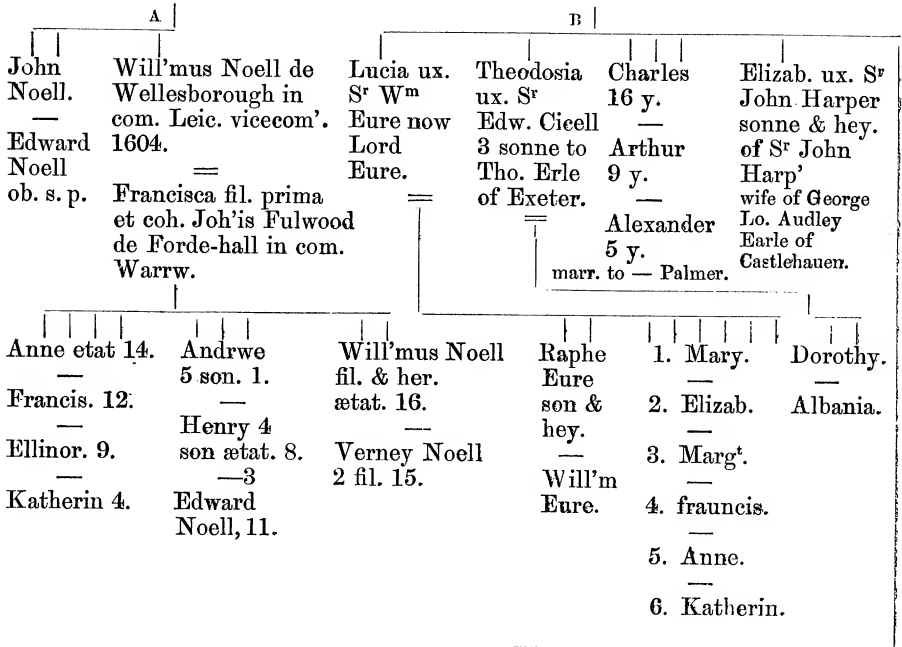 A
B
John
Noell.
—
Edward
Noell
ob. s. p.
Will'mus Noell de
Wellesborough in
com. Leic. vicecom'.
1604.
=
Francisca fil. prima
et coh. Joh'is Fulwood
de Forde-hall in com.
Warrw.
Lucia ux.
Sʳ Wᵐ
Eure now
Lord
Eure.
=
Theodosia
ux. Sʳ
Edw. Cicell
3 sonne to
Tho. Erle
of Exeter.
=
Charles
16 y.
—
Arthur
9 y.
—
Alexander
5 y.
marr. to — Palmer.
Elizab. ux. Sʳ
John Harper
sonne & hey.
of Sʳ John
Harp'
wife of George
Lo. Audley
Earle of
Castlehauen.
Anne etat 14.
—
Francis. 12.
—
Ellinor. 9.
—
Katherin 4.
Andrwe
5 son. 1.
—
Henry 4
son ætat. 8.
—3
Edward
Noell, 11.
Will'mus Noell
fil. & her.
ætat. 16.
—
Verney Noell
2 fil. 15.
Raphe
Eure
son &
hey.
—
Will'm
Eure.
1. Mary.
—
2. Elizab.
—
3. Margᵗ.
—
4. frauncis.
—
5. Anne.
—
6. Katherin.
Dorothy.
—
Albania.